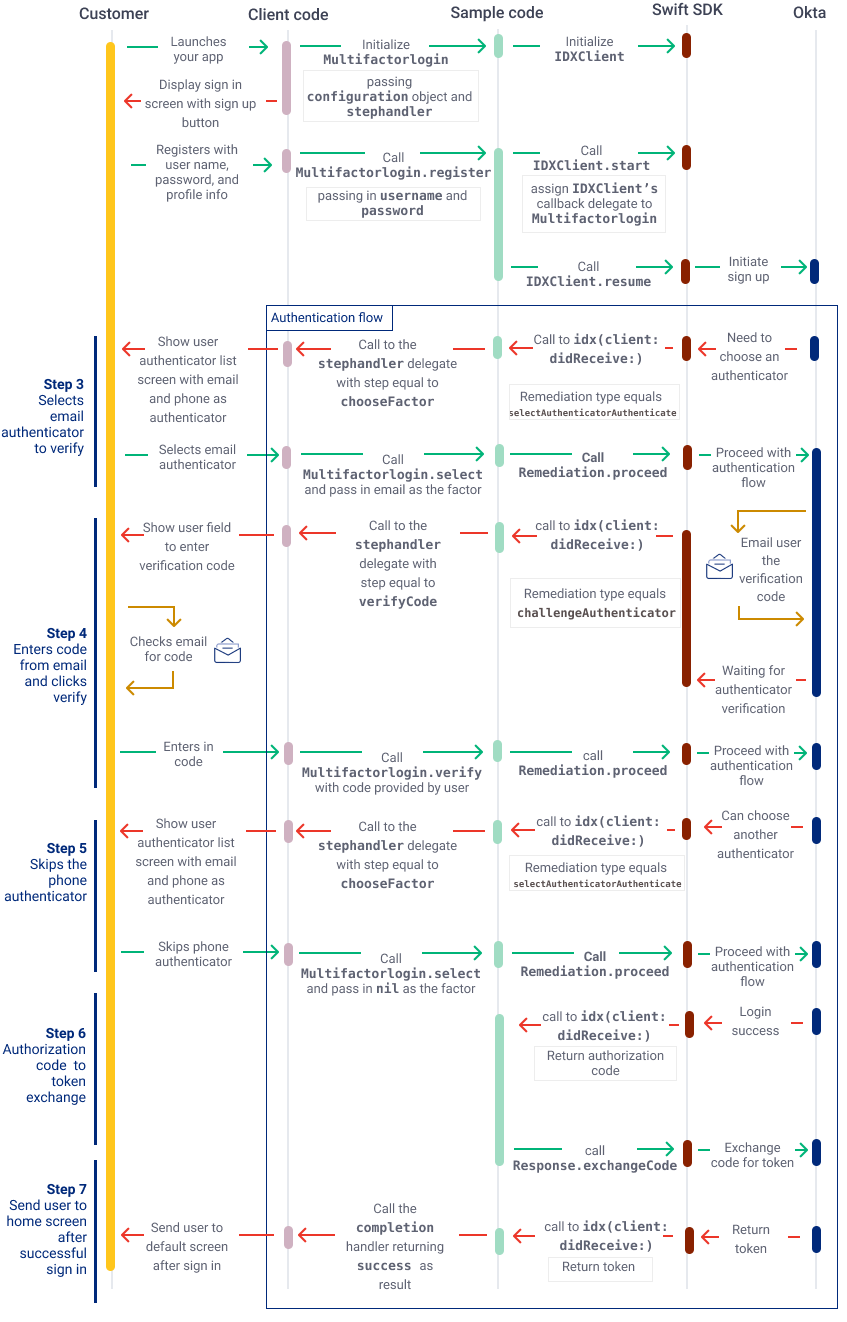 Customer
Client code
Sample code
Swift SDK
Okta
Launches
your app
Initialize
Multifactorlogin
passing
configuration object and
stephandler
Initialize
IDXClient
Display sign in
screen with sign up
button
Registers with
user name,
password, and
profile info
Call
Multifactorlogin.register
passing in username and
password
Call
IDXClient.start
assign IDXClient’s
callback delegate to
Multifactorlogin
Call
IDXClient.resume
Initiate
sign up
Authentication flow
Step 3
Selects
email
authenticator
to verify
Show user
authenticator list
screen with email
and phone as
authenticator
Call to the
stephandler delegate
with step equal to
chooseFactor
Call to idx(client:
didReceive:)
Remediation type equals
selectAuthenticatorAuthenticate
Need to
choose an
authenticator
Selects email
authenticator
Call
Multifactorlogin.select
and pass in email as the factor
Call
Remediation.proceed
Proceed with
authentication
flow
Step 4
Enters code
from email
and clicks
verify
Show user field
to enter
verification code
Call to the
stephandler
delegate with
step equal to
verifyCode
call to idx(client:
didReceive:)
Remediation type equals
challengeAuthenticator
Email user
the
verification
code
Checks email
for code
Waiting for
authenticator
verification
Enters in
code
Call
Multifactorlogin.verify
with code provided by user
call
Remediation.proceed
Proceed with
authentication
flow
Step 5
Skips the
phone
authenticator
Show user
authenticator list
screen with email
and phone as
authenticator
Call to the
stephandler delegate
with step equal to
chooseFactor
call to idx(client:
didReceive:)
Remediation type equals
selectAuthenticatorAuthenticate
Can choose
another
authenticator
Skips phone
authenticator
Call
Multifactorlogin.select
and pass in nil as the factor
Call
Remediation.proceed
Proceed with
authentication
flow
Step 6
Authorization
code to
token
exchange
call to idx(client:
didReceive:)
Return authorization
code
Login
success
call
Response.exchangeCode
Exchange
code for token
Step 7
Send user to
home screen
after
successful
sign in
Send user to
default screen
after sign in
Call the
completion
handler returning
success as
result
call to idx(client:
didReceive:)
Return token
Return
token